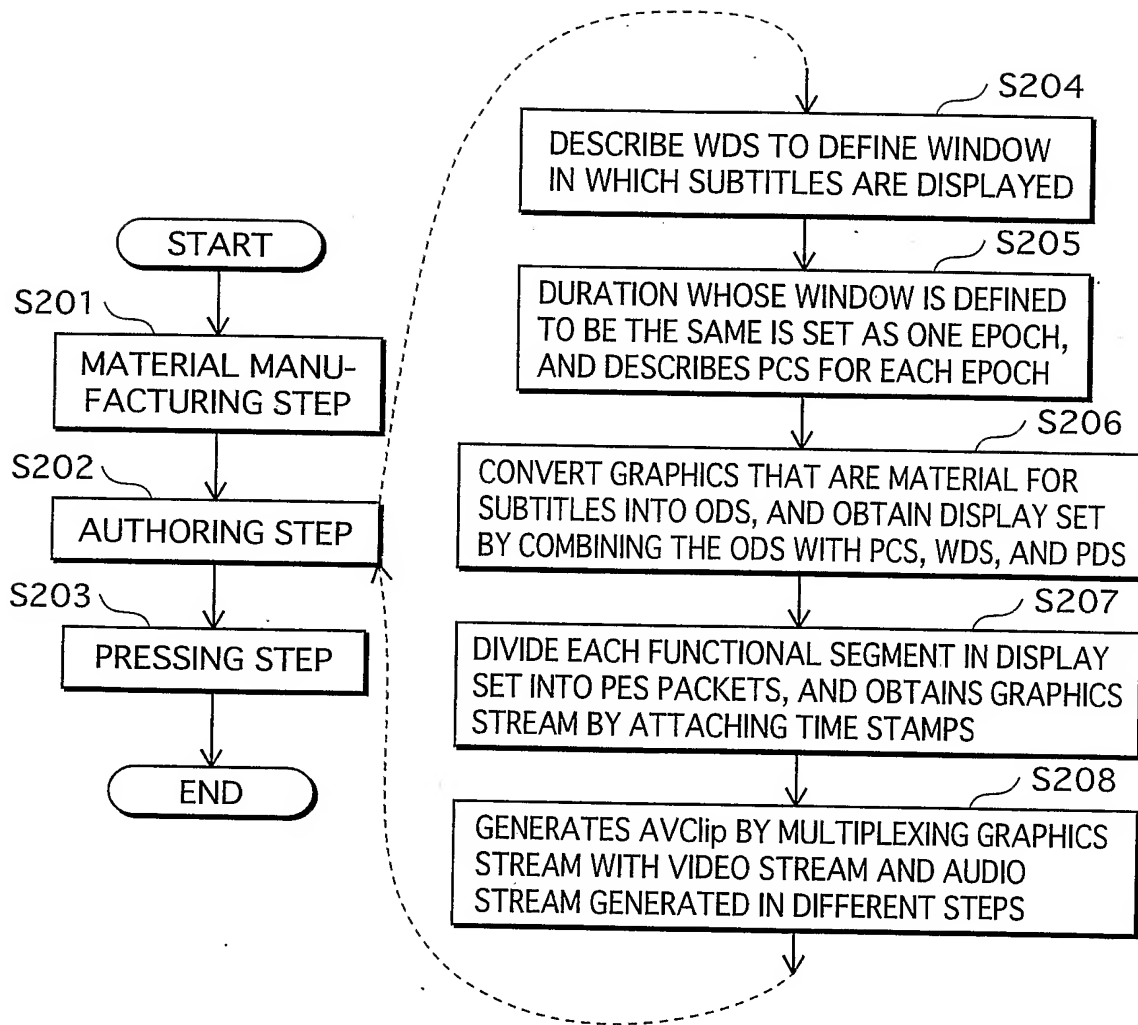 START
S201
MATERIAL MANU-
FACTURING STEP
S202
AUTHORING STEP
S203
PRESSING STEP
END
S204
DESCRIBE WDS TO DEFINE WINDOW
IN WHICH SUBTITLES ARE DISPLAYED
S205
DURATION WHOSE WINDOW IS DEFINED
TO BE THE SAME IS SET AS ONE EPOCH,
AND DESCRIBES PCS FOR EACH EPOCH
S206
CONVERT GRAPHICS THAT ARE MATERIAL FOR
SUBTITLES INTO ODS, AND OBTAIN DISPLAY SET
BY COMBINING THE ODS WITH PCS, WDS, AND PDS
S207
DIVIDE EACH FUNCTIONAL SEGMENT IN DISPLAY
SET INTO PES PACKETS, AND OBTAINS GRAPHICS
STREAM BY ATTACHING TIME STAMPS
S208
GENERATES AVClip BY MULTIPLEXING GRAPHICS
STREAM WITH VIDEO STREAM AND AUDIO
STREAM GENERATED IN DIFFERENT STEPS